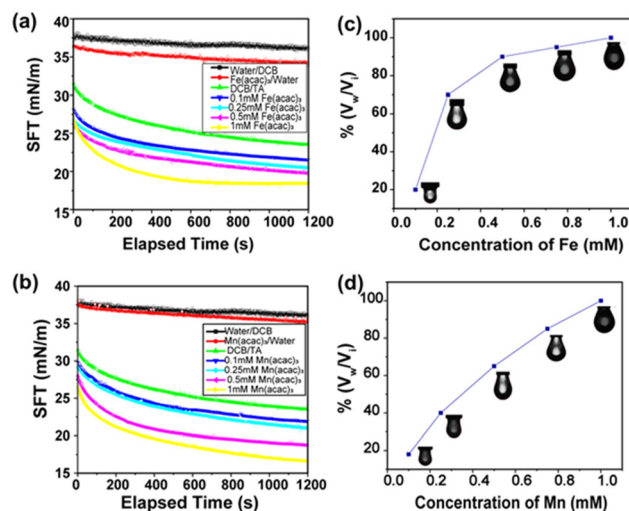 (a)
40
35
30
25
20
15
SFT (mN/m)
Water/DCB
Fe(acac)₃/Water
DCB/TA
0.1mM Fe(acac)₃
0.25mM Fe(acac)₃
0.5mM Fe(acac)₃
1mM Fe(acac)₃
0 200 400 600 800 1000 1200
Elapsed Time (s)
(c)
100
80
60
40
20
% (Vw/Vi)
0.2 0.4 0.6 0.8 1.0
Concentration of Fe (mM)
(b)
40
35
30
25
20
15
SFT (mN/m)
Water/DCB
Mn(acac)₃/Water
DCB/TA
0.1mM Mn(acac)₃
0.25mM Mn(acac)₃
0.5mM Mn(acac)₃
1mM Mn(acac)₃
0 200 400 600 800 1000 1200
Elapsed Time (s)
(d)
100
80
60
40
20
% (Vw/Vi)
0.0 0.2 0.4 0.6 0.8 1.0
Concentration of Mn (mM)